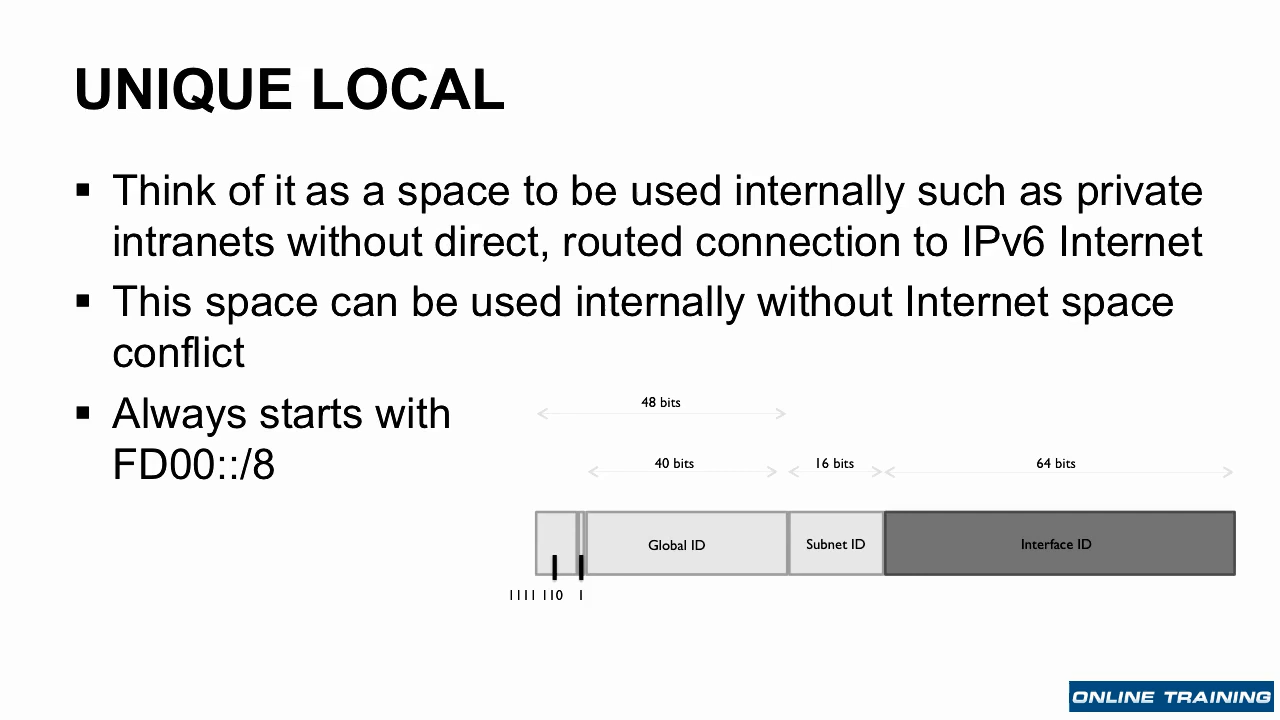 UNIQUE LOCAL
▪ Think of it as a space to be used internally such as private
intranets without direct, routed connection to IPv6 Internet
▪ This space can be used internally without Internet space
conflict
▪ Always starts with
FD00::/8
48 bits
40 bits
16 bits
64 bits
Global ID
Subnet ID
Interface ID
1111 110
1
ONLINE TRAINING